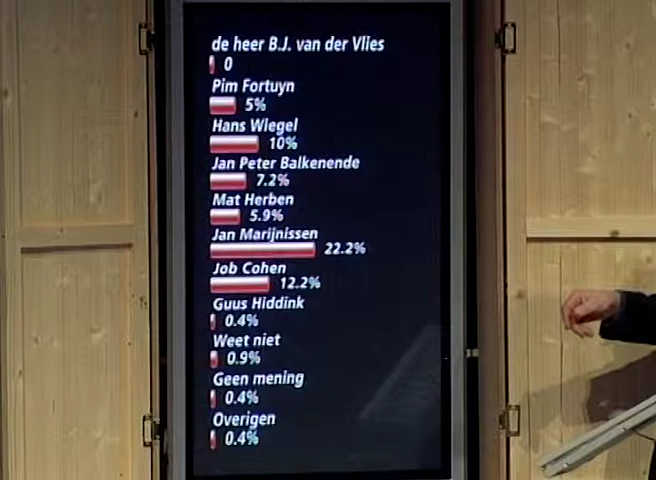 de heer B.J. van der Vlies
0
Pim Fortuyn
5%
Hans Wiegel
10%
Jan Peter Balkenende
7.2%
Mat Herben
5.9%
Jan Marijnissen
22.2%
Job Cohen
12.2%
Guus Hiddink
0.4%
Weet niet
0.9%
Geen mening
0.4%
Overigen
0.4%